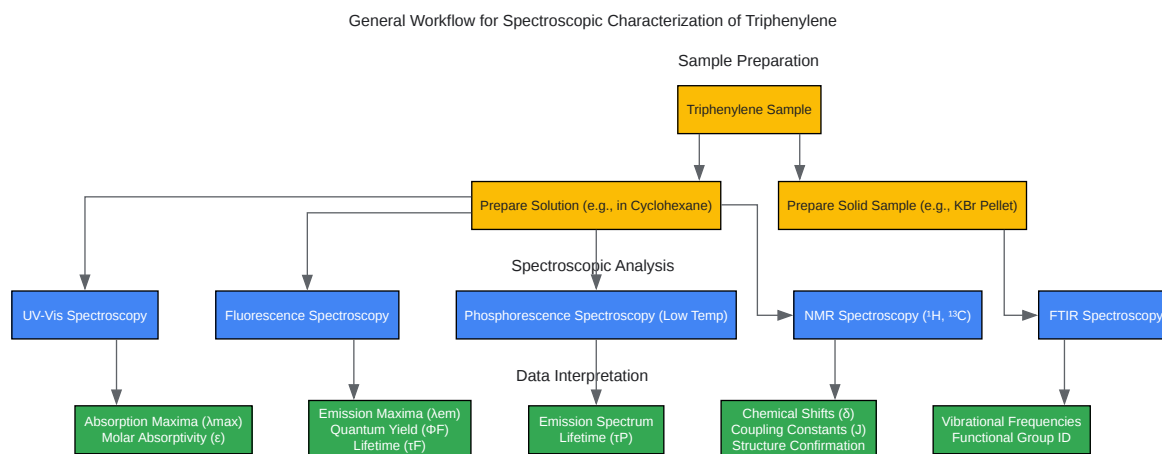 General Workflow for Spectroscopic Characterization of Triphenylene
Sample Preparation
Triphenylene Sample
Prepare Solution (e.g., in Cyclohexane)
Prepare Solid Sample (e.g., KBr Pellet)
Spectroscopic Analysis
UV-Vis Spectroscopy
Fluorescence Spectroscopy
Phosphorescence Spectroscopy (Low Temp)
NMR Spectroscopy (¹H, ¹³C)
FTIR Spectroscopy
Data Interpretation
Absorption Maxima (λmax)
Molar Absorptivity (ε)
Emission Maxima (λem)
Quantum Yield (ΦF)
Lifetime (τF)
Emission Spectrum
Lifetime (τP)
Chemical Shifts (δ)
Coupling Constants (J)
Structure Confirmation
Vibrational Frequencies
Functional Group ID